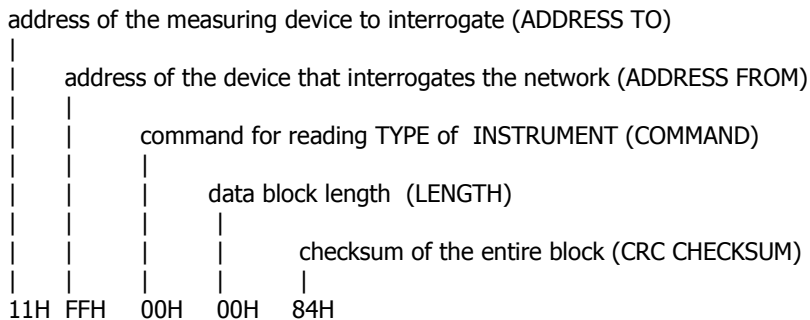 address of the measuring device to interrogate (ADDRESS TO)
|
| address of the device that interrogates the network (ADDRESS FROM)
| |
| | command for reading TYPE of INSTRUMENT (COMMAND)
| | |
| | | data block length (LENGTH)
| | | |
| | | | checksum of the entire block (CRC CHECKSUM)
| | | | |
11H FFH 00H 00H 84H